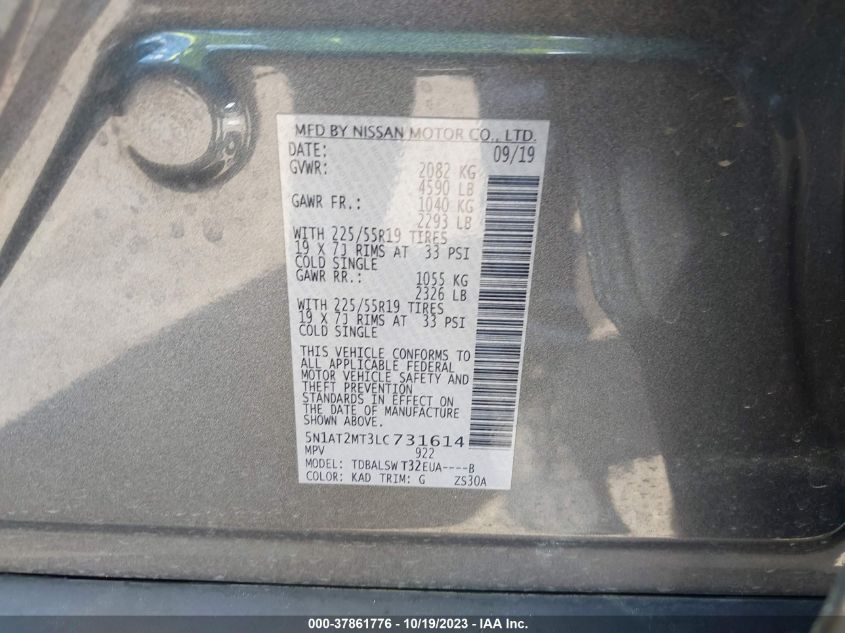 MFD BY NISSAN MOTOR CO., LTD.
DATE: 09/19
GVWR: 2082 KG
4590 LB
GAWR FR.: 1040 KG
2293 LB
WITH 225/55R19 TIRES
19 X 7J RIMS AT 33 PSI
COLD SINGLE
GAWR RR.: 1055 KG
2326 LB
WITH 225/55R19 TIRES
19 X 7J RIMS AT 33 PSI
COLD SINGLE
THIS VEHICLE CONFORMS TO
ALL APPLICABLE FEDERAL
MOTOR VEHICLE SAFETY AND
THEFT PREVENTION
STANDARDS IN EFFECT ON
THE DATE OF MANUFACTURE
SHOWN ABOVE.
5N1AT2MT3LC731614
MPV 922
MODEL: TDBALSW T32EUA----B
COLOR: KAD TRIM: G ZS30A
000-37861776 - 10/19/2023 - IAA Inc.